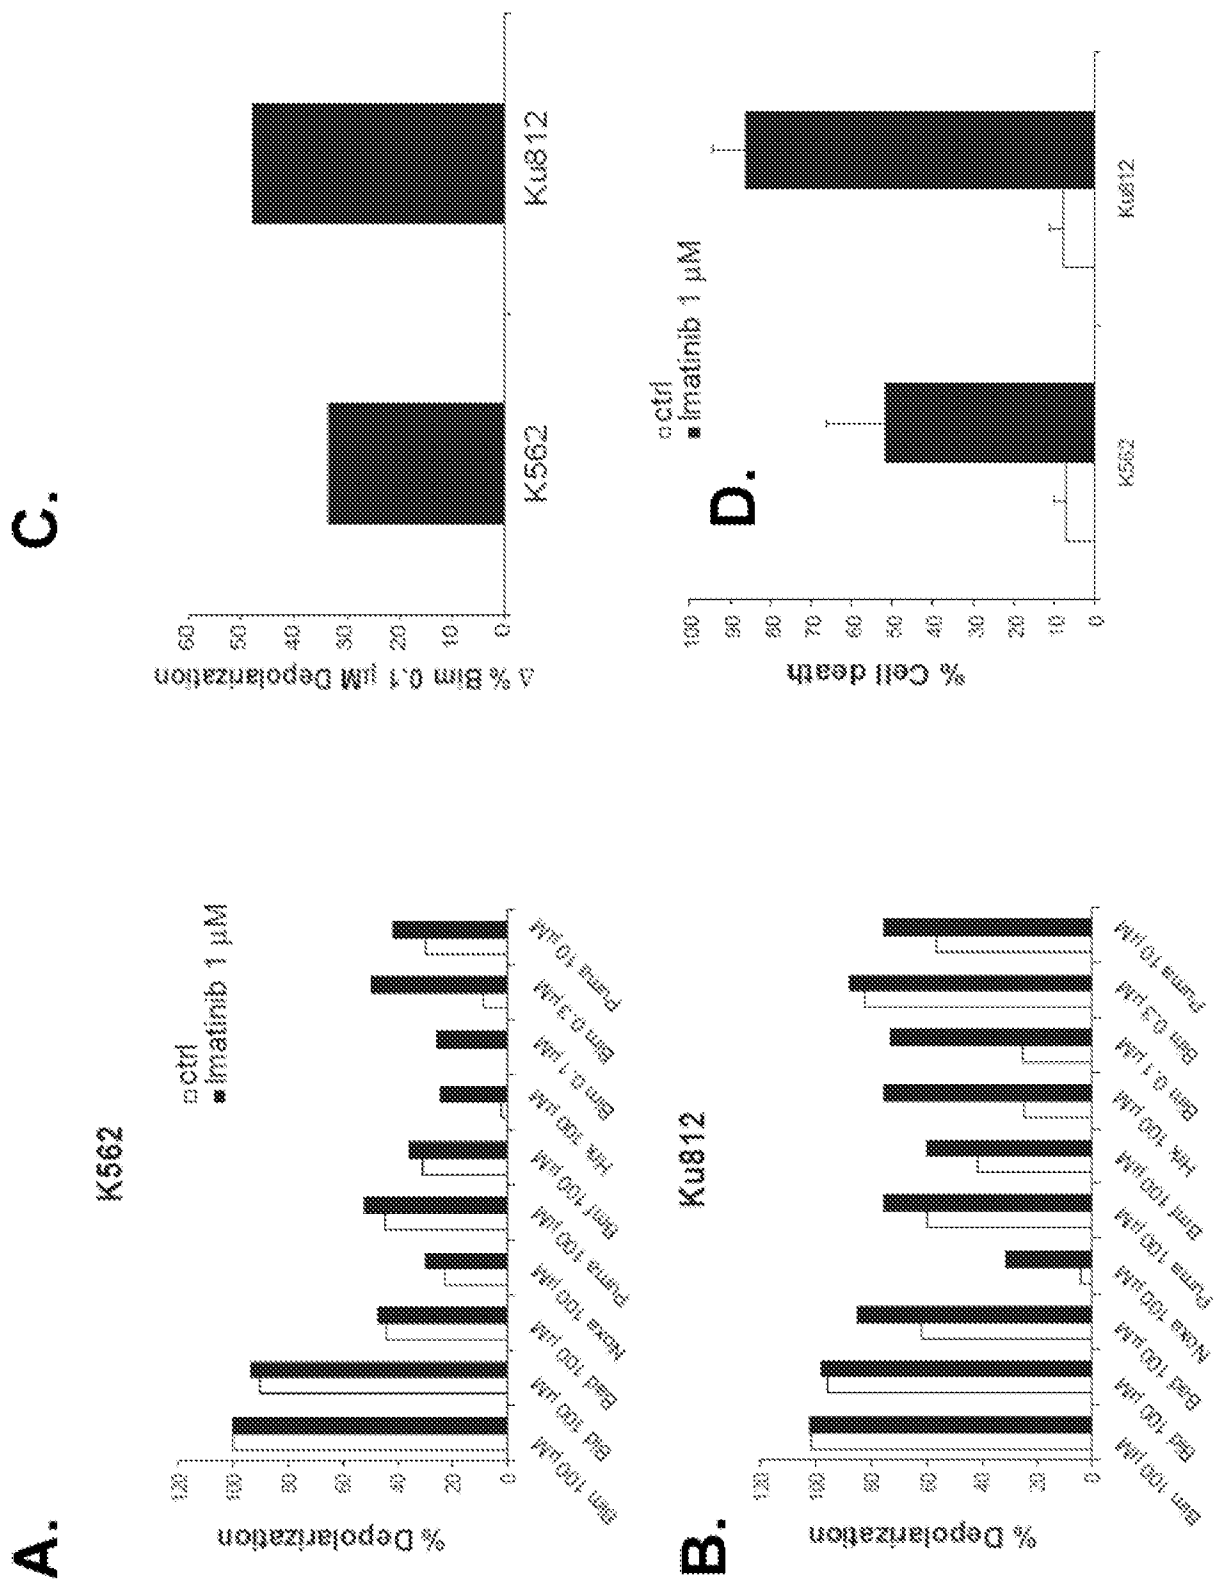 A.
K562
□ ctrl
■ Imatinib 1 µM
% Depolarization
120
100
80
60
40
20
0
Bim 100 µM
Bid 100 µM
Bad 100 µM
Noxa 100 µM
Puma 100 µM
Bmf 100 µM
Hrk 100 µM
Bim 0.1 µM
Bim 0.3 µM
Puma 10 µM
B.
Ku812
% Depolarization
120
100
80
60
40
20
0
Bim 100 µM
Bid 100 µM
Bad 100 µM
Noxa 100 µM
Puma 100 µM
Bmf 100 µM
Hrk 100 µM
Bim 0.1 µM
Bim 0.3 µM
Puma 10 µM
C.
Δ % Bim 0.1 µM Depolarization
60
50
40
30
20
10
0
K562
Ku812
D.
□ ctrl
■ Imatinib 1 µM
% Cell death
100
90
80
70
60
50
40
30
20
10
0
K562
Ku812